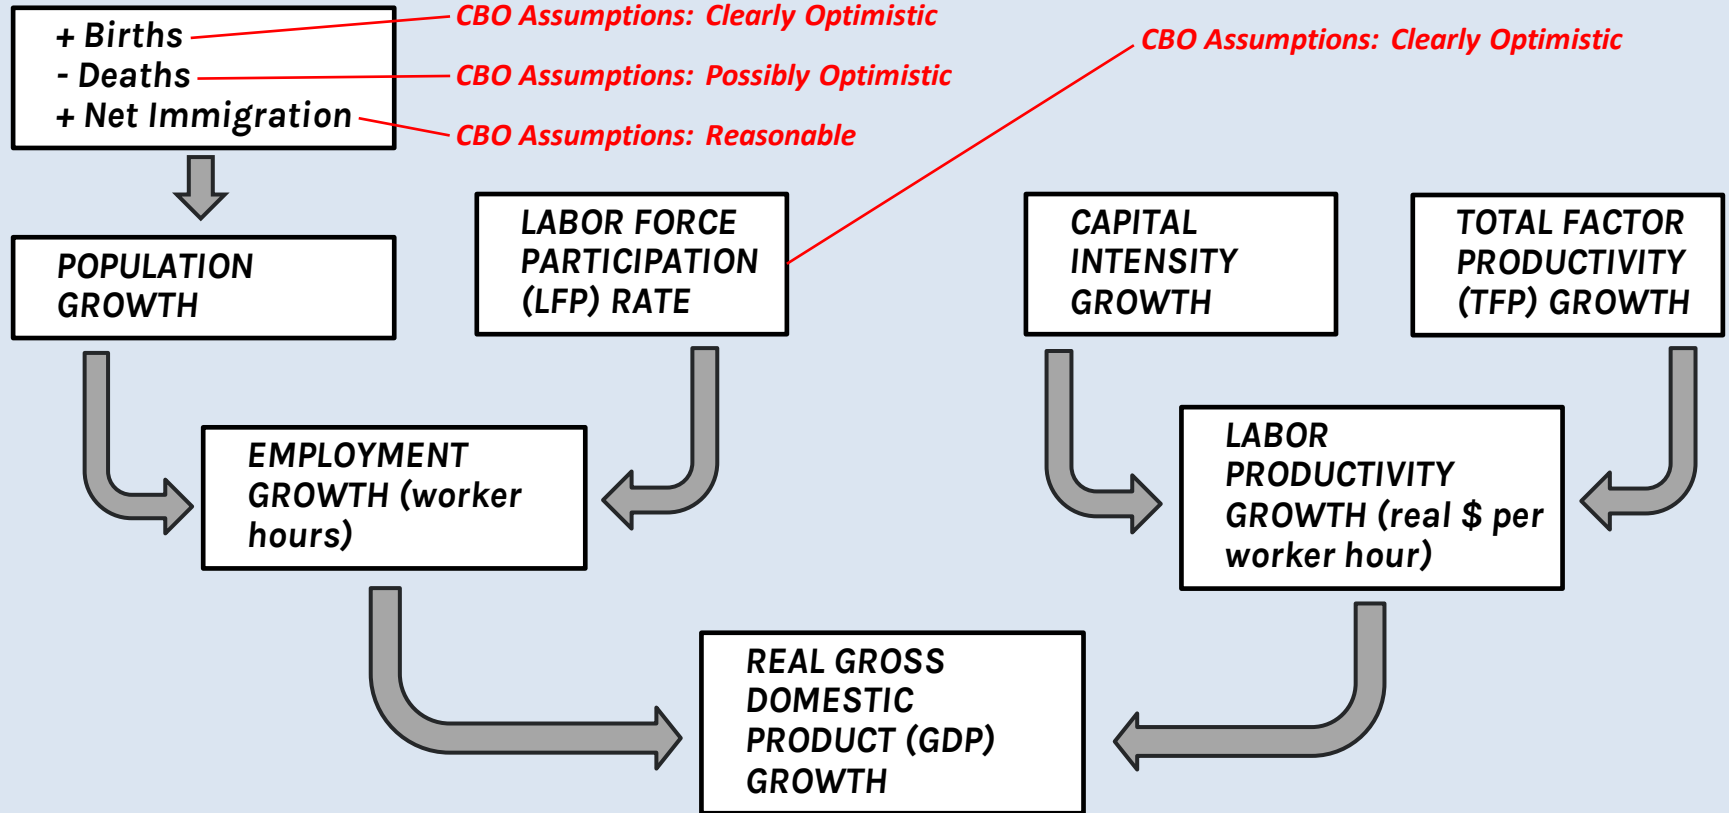 + Births
- Deaths
+ Net Immigration
CBO Assumptions: Clearly Optimistic
CBO Assumptions: Possibly Optimistic
CBO Assumptions: Reasonable
CBO Assumptions: Clearly Optimistic
POPULATION
GROWTH
LABOR FORCE
PARTICIPATION
(LFP) RATE
CAPITAL
INTENSITY
GROWTH
TOTAL FACTOR
PRODUCTIVITY
(TFP) GROWTH
EMPLOYMENT
GROWTH (worker
hours)
LABOR
PRODUCTIVITY
GROWTH (real $ per
worker hour)
REAL GROSS
DOMESTIC
PRODUCT (GDP)
GROWTH